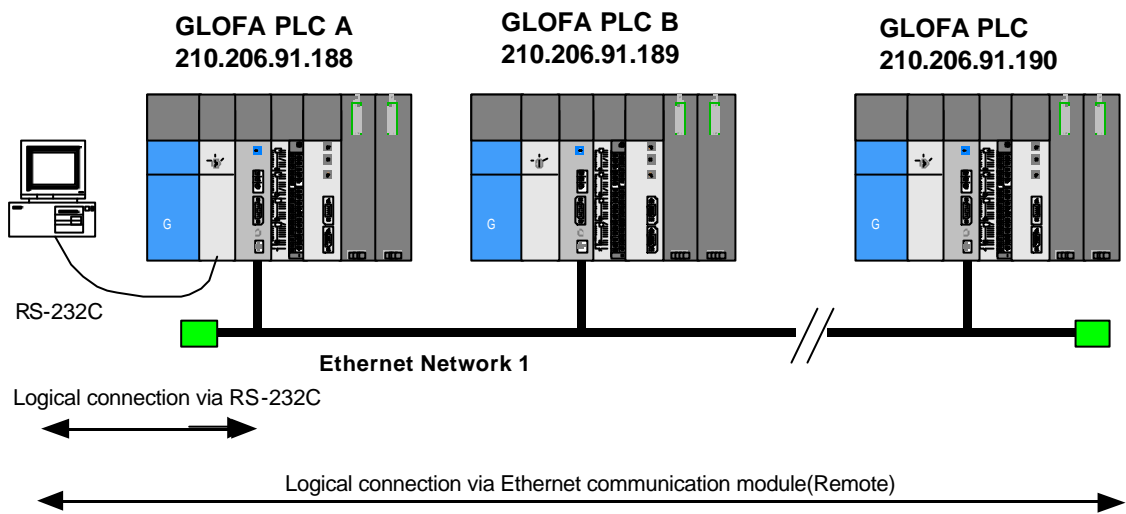 GLOFA PLC A
210.206.91.188
GLOFA PLC B
210.206.91.189
GLOFA PLC
210.206.91.190
G
G
G
RS-232C
Ethernet Network 1
Logical connection via RS-232C
Logical connection via Ethernet communication module(Remote)